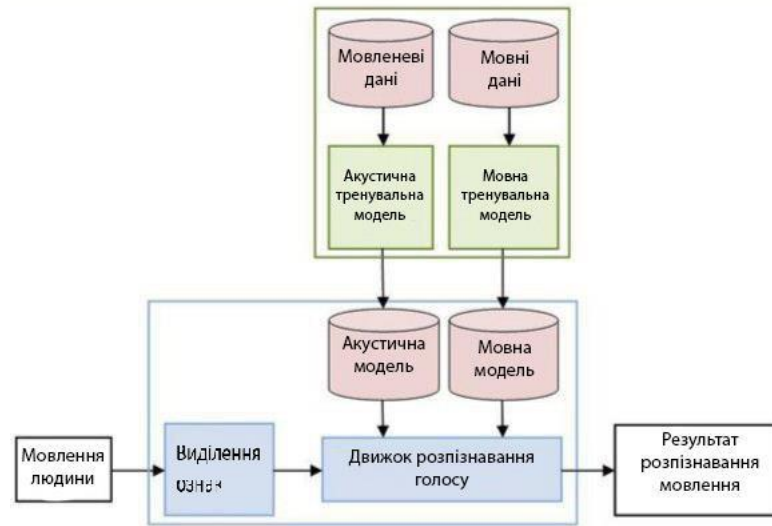 Мовленеві
дані
Мовні
дані
Акустична
тренувальна
модель
Мовна
тренувальна
модель
Акустична
модель
Мовна
модель
Мовлення
людини
Виділення
ознак
Движок розпізнавання
голосу
Результат
розпізнавання
мовлення